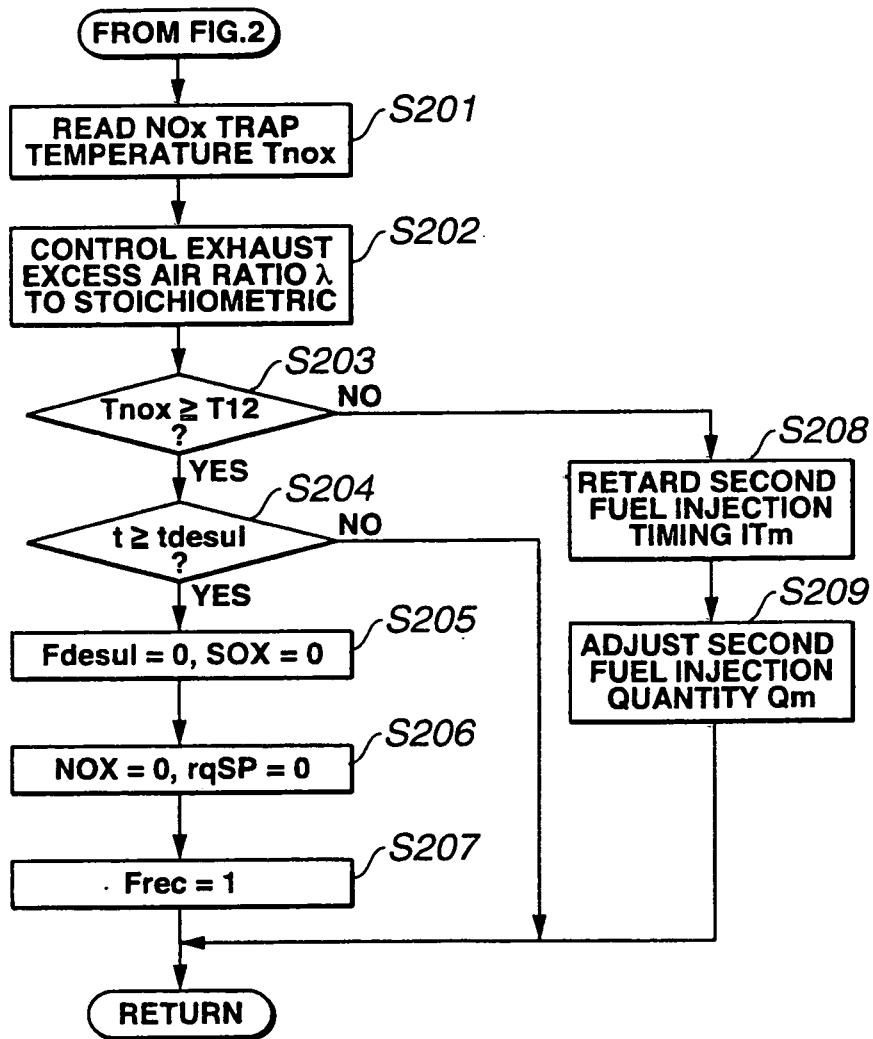 FROM FIG.2
S201
READ NOx TRAP
TEMPERATURE Tnox
S202
CONTROL EXHAUST
EXCESS AIR RATIO λ
TO STOICHIOMETRIC
S203
Tnox ≧ T12
?
NO
YES
S204
t ≥ tdesul
?
NO
YES
S205
Fdesul = 0, SOX = 0
S206
NOX = 0, rqSP = 0
S207
Frec = 1
S208
RETARD SECOND
FUEL INJECTION
TIMING ITm
S209
ADJUST SECOND
FUEL INJECTION
QUANTITY Qm
RETURN